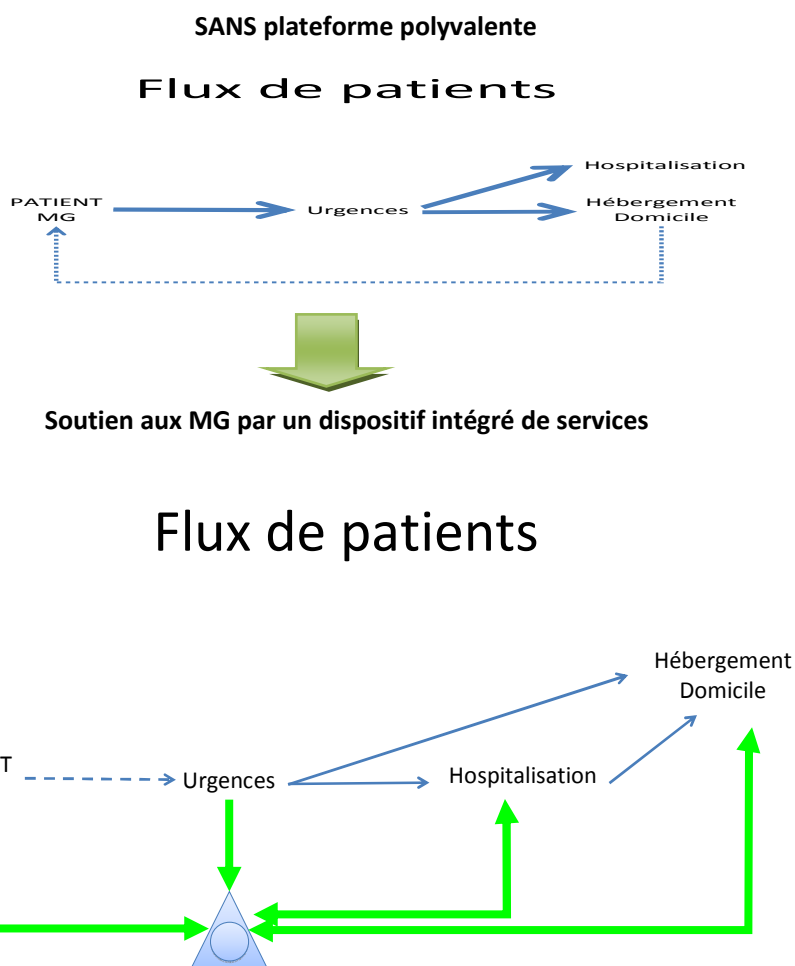 SANS plateforme polyvalente
Flux de patients
Hospitalisation
PATIENT
MG
Urgences
Hébergement
Domicile
Soutien aux MG par un dispositif intégré de services
Flux de patients
Hébergement
Domicile
T
Urgences
Hospitalisation